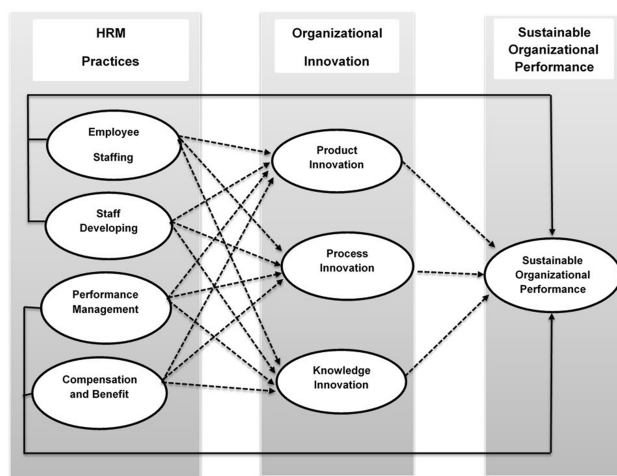 HRM
Practices
Organizational
Innovation
Sustainable
Organizational
Performance
Employee
Staffing
Staff
Developing
Performance
Management
Compensation
and Benefit
Product
Innovation
Process
Innovation
Knowledge
Innovation
Sustainable
Organizational
Performance